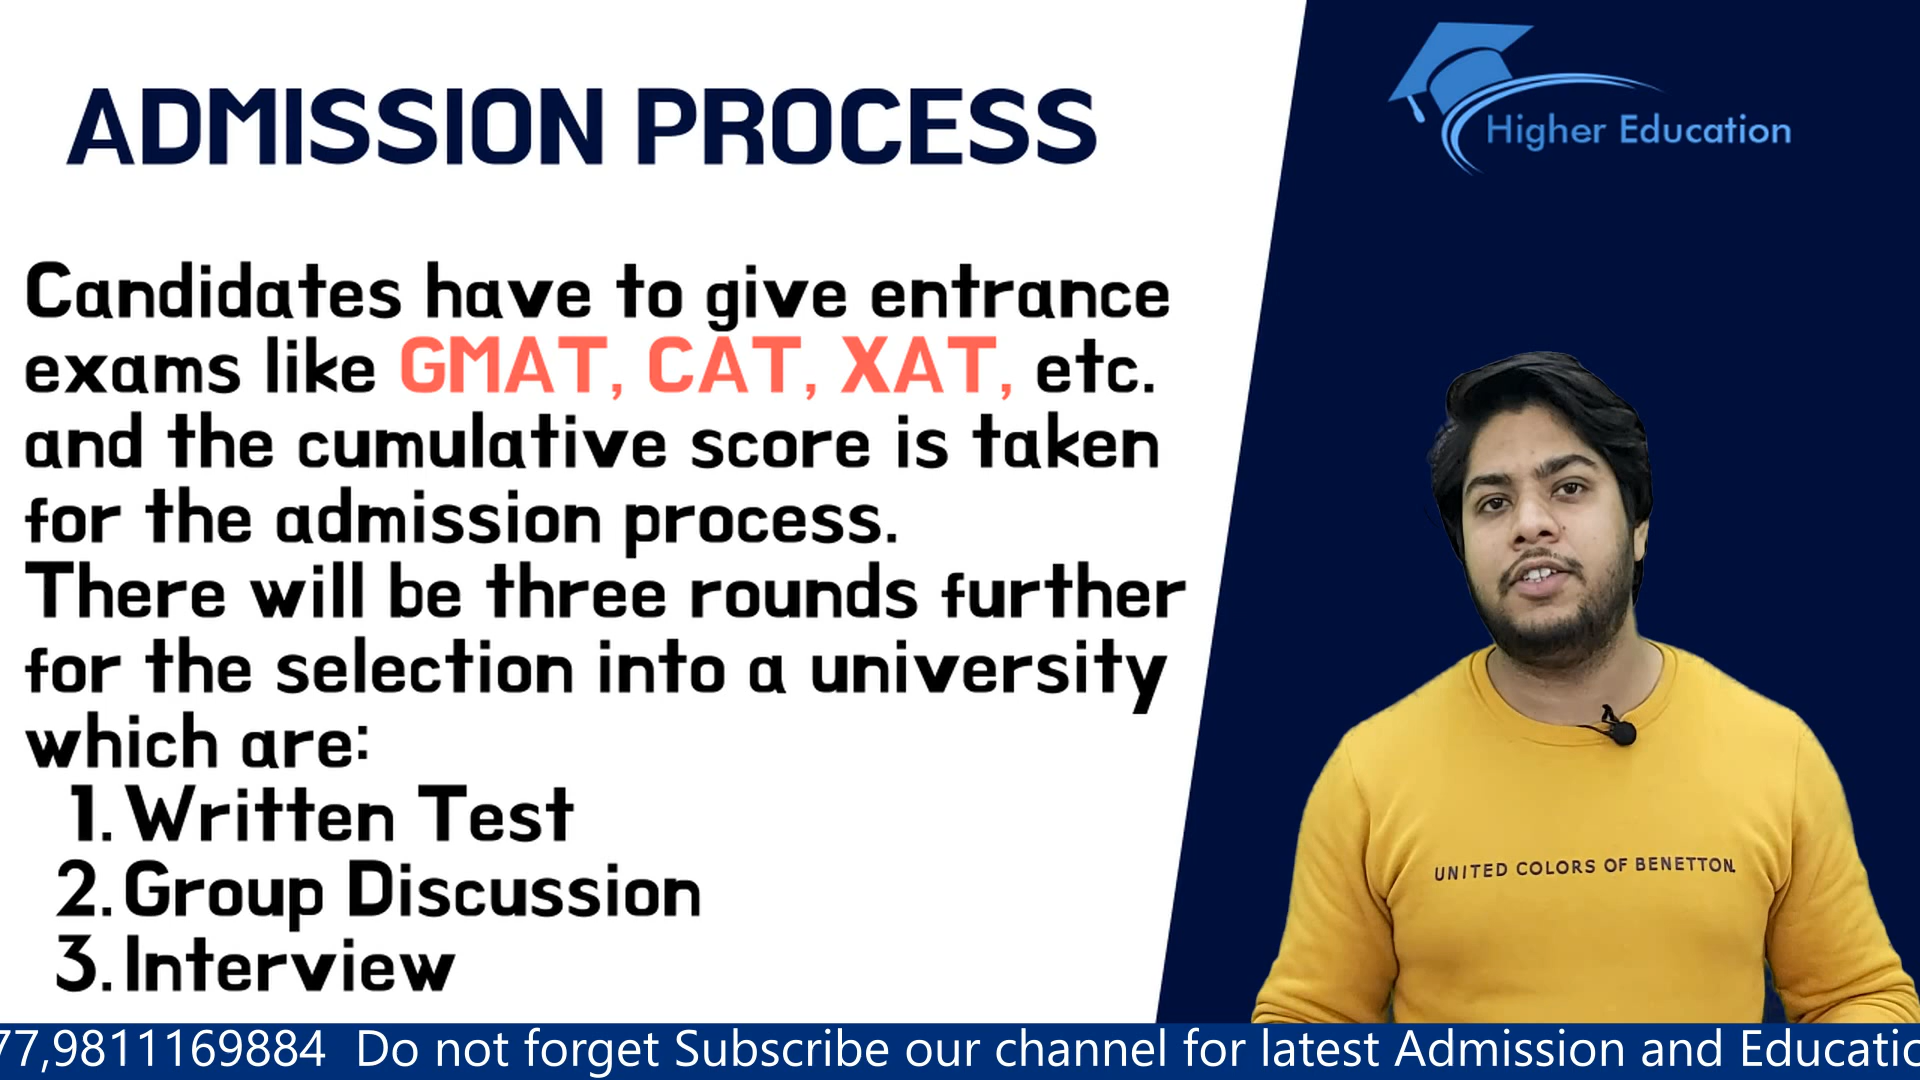 ADMISSION PROCESS
Higher Education
Candidates have to give entrance
exams like GMAT, CAT, XAT, etc.
and the cumulative score is taken
for the admission process.
There will be three rounds further
for the selection into a university
which are:
1. Written Test
2. Group Discussion
3. Interview
UNITED COLORS OF BENETTON.
77,9811169884 Do not forget Subscribe our channel for latest Admission and Educatio